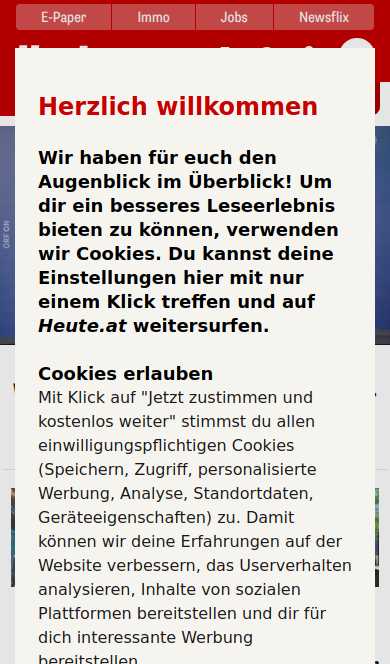 E-Paper
Immo
Jobs
Newsflix
Herzlich willkommen
Wir haben für euch den
Augenblick im Überblick! Um
dir ein besseres Leseerlebnis
bieten zu können, verwenden
wir Cookies. Du kannst deine
Einstellungen hier mit nur
einem Klick treffen und auf
Heute.at weitersurfen.
Cookies erlauben
Mit Klick auf "Jetzt zustimmen und
kostenlos weiter" stimmst du allen
einwilligungspflichtigen Cookies
(Speichern, Zugriff, personalisierte
Werbung, Analyse, Standortdaten,
Geräteeigenschaften) zu. Damit
können wir deine Erfahrungen auf der
Website verbessern, das Userverhalten
analysieren, Inhalte von sozialen
Plattformen bereitstellen und dir für
dich interessante Werbung
bereitstellen
ORF ON